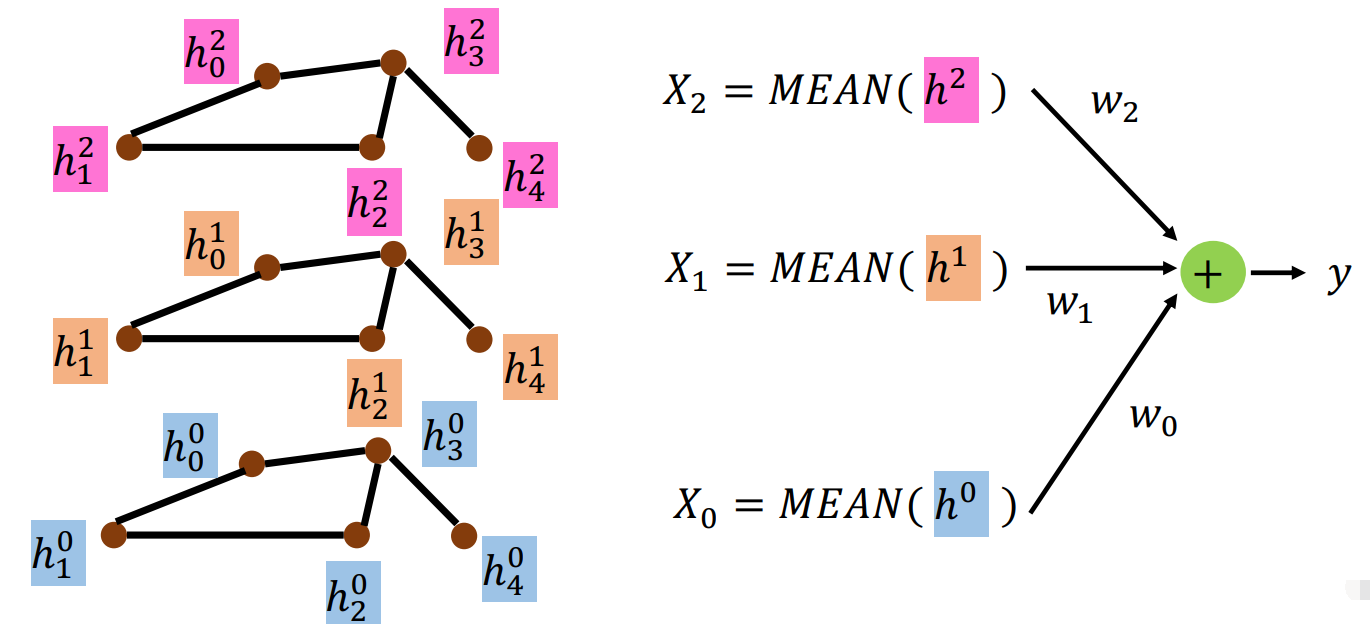 h_0^2
h_3^2
h_1^2
h_2^2
h_4^2
h_0^1
h_3^1
h_1^1
h_2^1
h_4^1
h_0^0
h_3^0
h_1^0
h_2^0
h_4^0
X_2 = MEAN( h^2 )
w_2
X_1 = MEAN( h^1 )
w_1
+
y
w_0
X_0 = MEAN( h^0 )